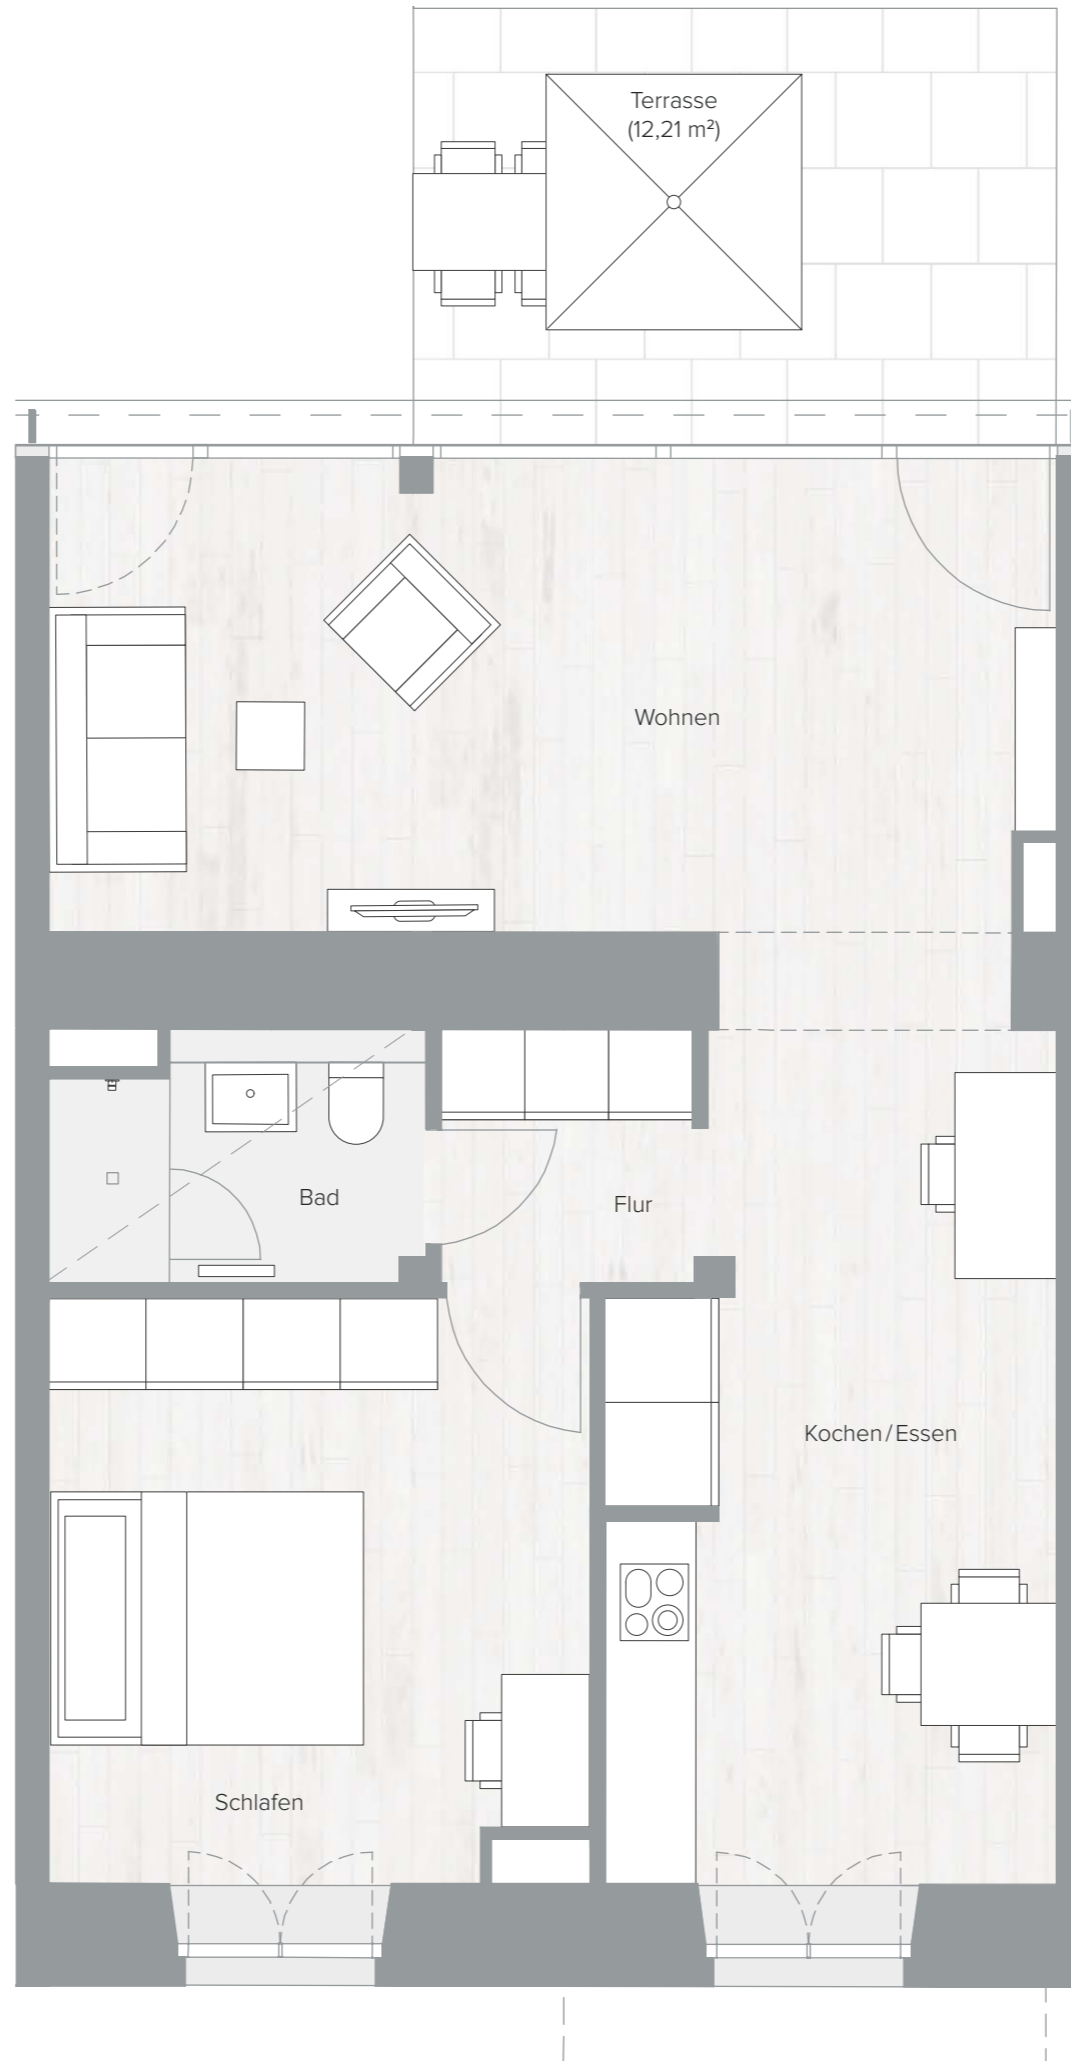 Terrasse
(12,21 m²)
Wohnen
Bad
Flur
Kochen/Essen
Schlafen